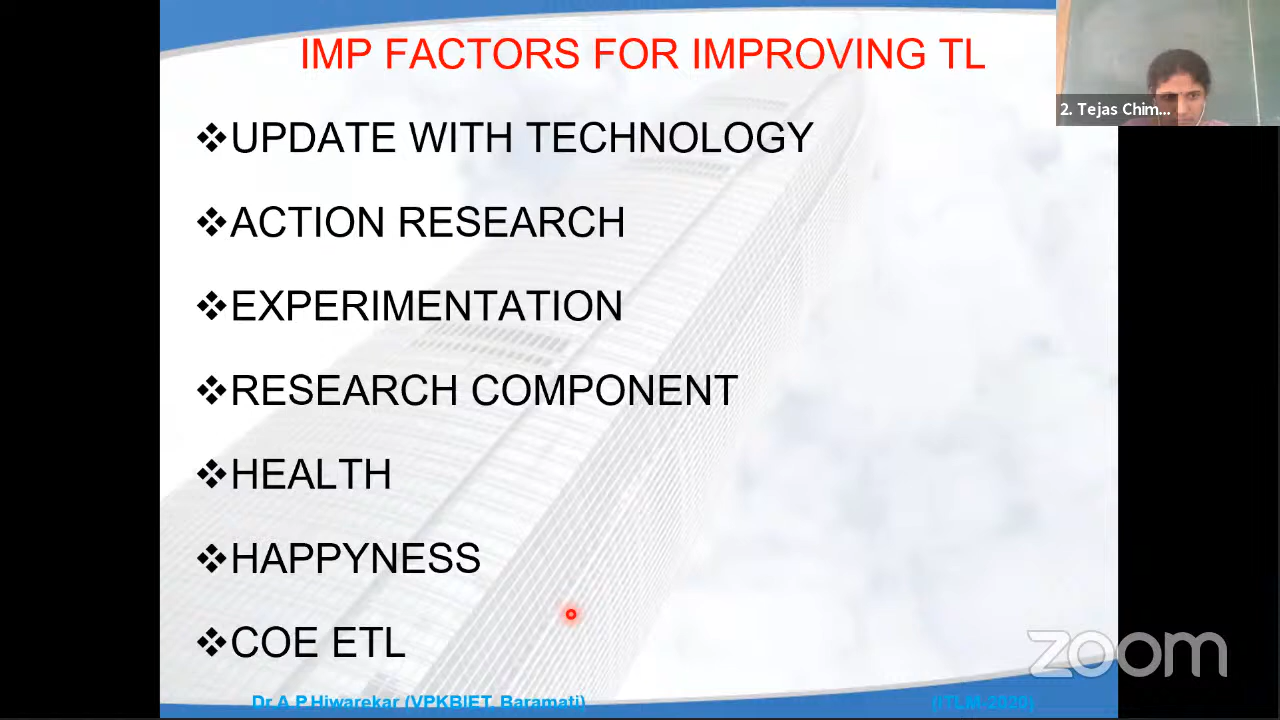 IMP FACTORS FOR IMPROVING TL
2. Tejas Chim...
❖UPDATE WITH TECHNOLOGY
❖ACTION RESEARCH
❖EXPERIMENTATION
❖RESEARCH COMPONENT
❖HEALTH
❖HAPPYNESS
❖COE ETL
zoom
Dr A.P.Hiwarekar (VPKBIET, Baramati) (ITLM-2020)